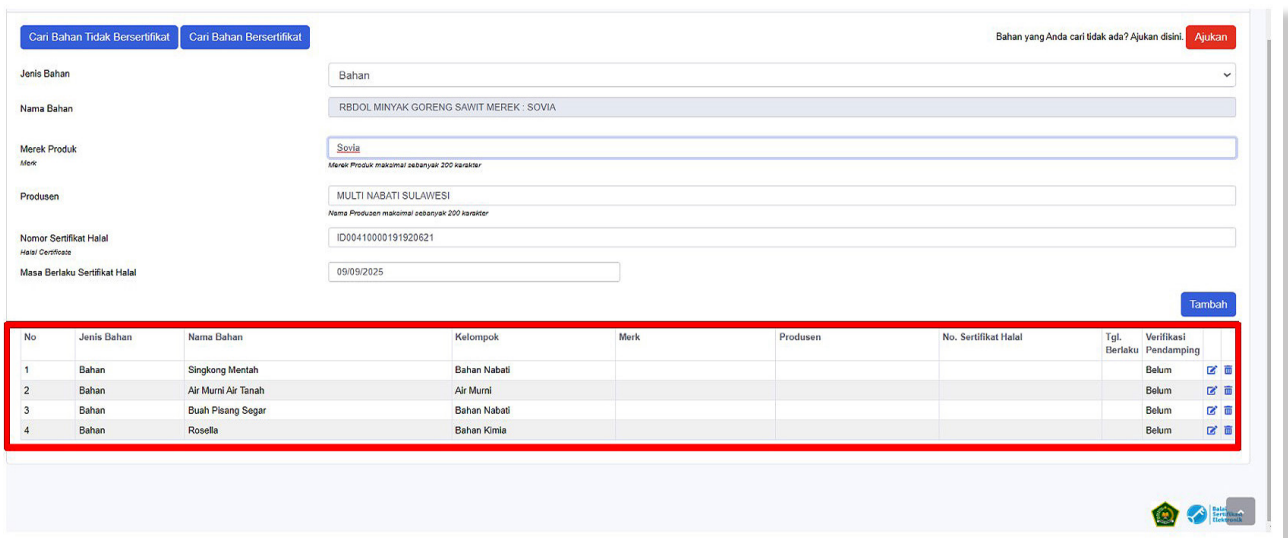 Cari Bahan Tidak Bersertifikat Cari Bahan Bersertifikat Bahan yang Anda cari tidak ada? Ajukan disini. Ajukan
Jenis Bahan Bahan
Nama Bahan RBDOL MINYAK GORENG SAWIT MEREK : SOVIA
Merek Produk Sovia
Merk Merek Produk maksimal sebanyak 200 karakter
Produsen MULTI NABATI SULAWESI
Nama Produsen maksimal sebanyak 200 karakter
Nomor Sertifikat Halal ID00410000191920621
Halal Certificate
Masa Berlaku Sertifikat Halal 09/09/2025
Tambah
No Jenis Bahan Nama Bahan Kelompok Merk Produsen No. Sertifikat Halal Tgl. Berlaku Verifikasi Pendamping
1 Bahan Singkong Mentah Bahan Nabati Belum
2 Bahan Air Murni Air Tanah Air Murni Belum
3 Bahan Buah Pisang Segar Bahan Nabati Belum
4 Bahan Rosella Bahan Kimia Belum
Balai
Sertifikasi
Elektronik